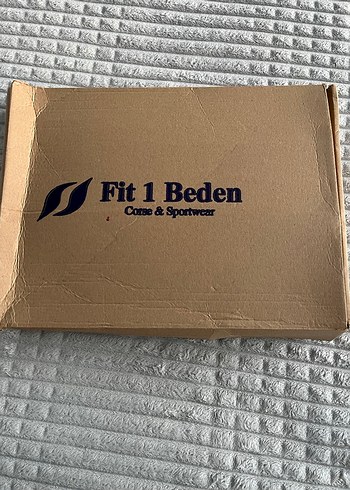 Fit 1 Beden
Corse & Sportwear